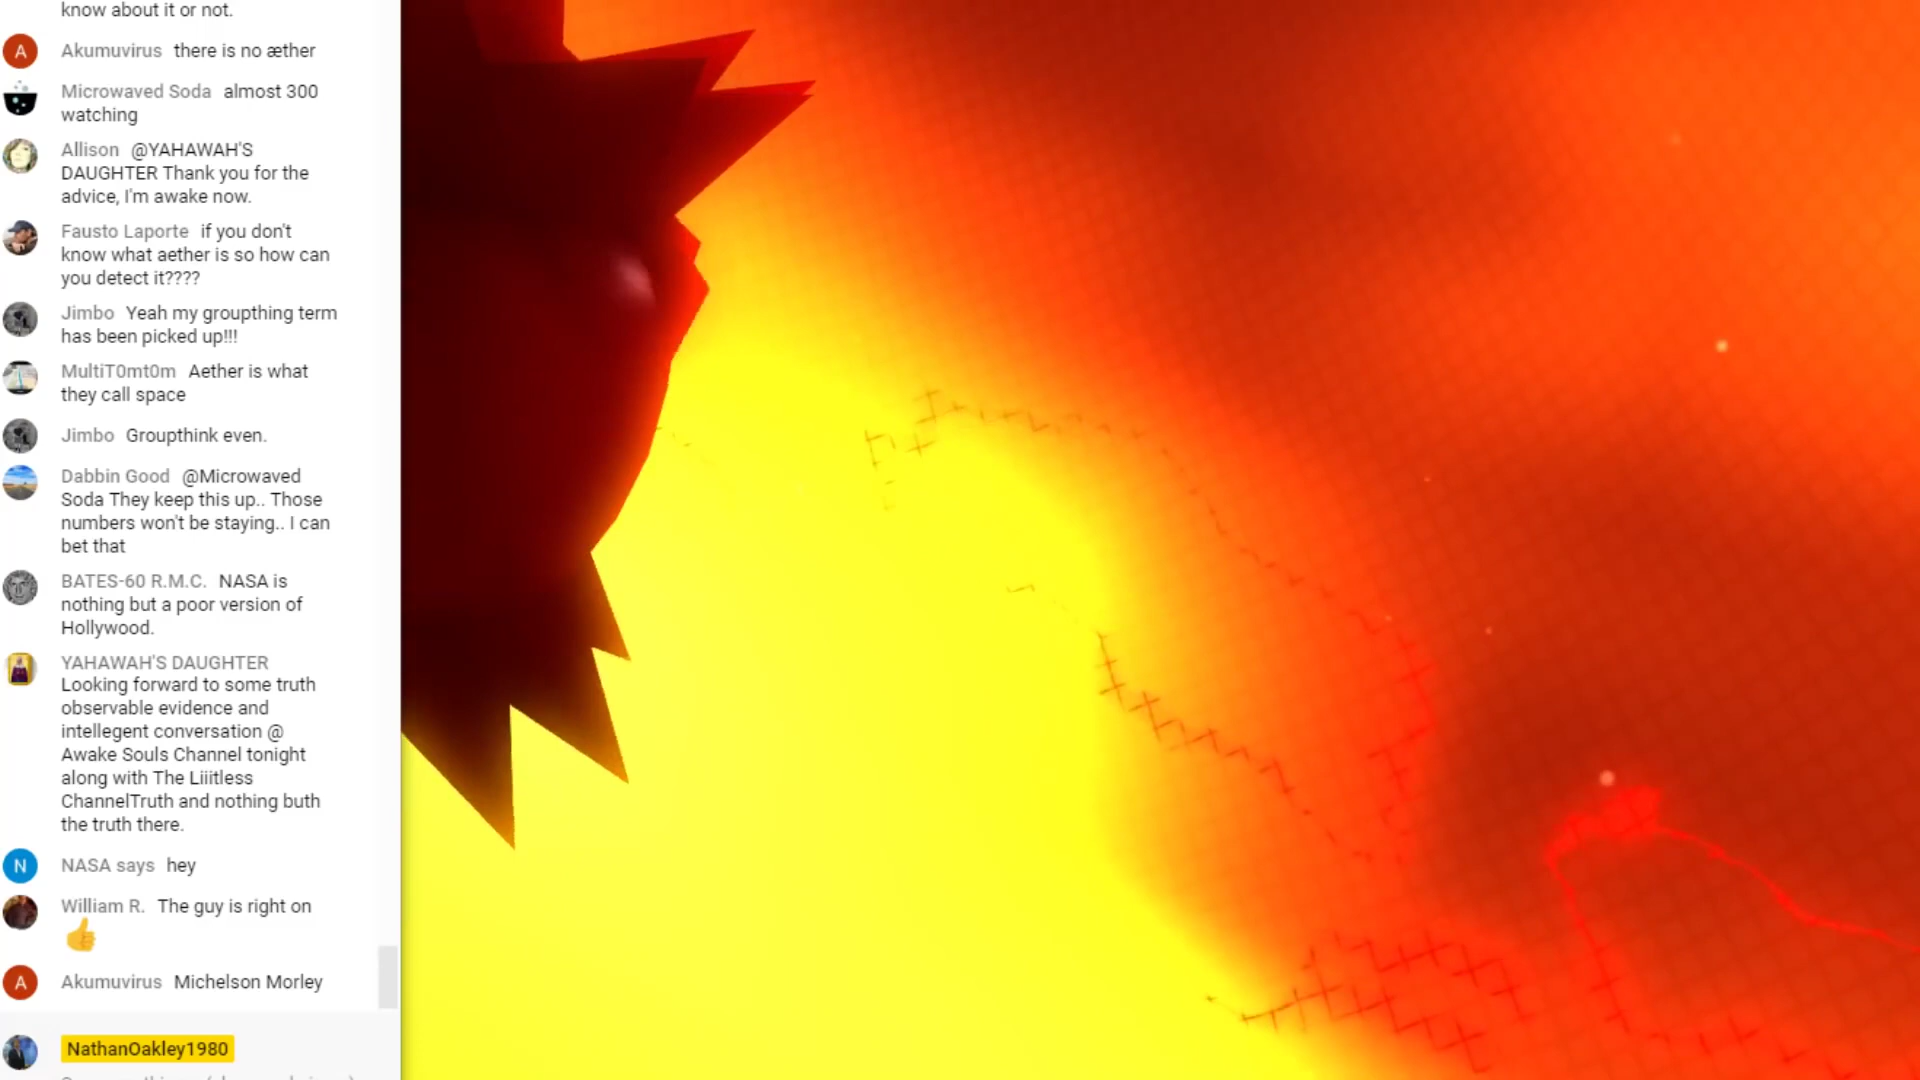 know about it or not.
A Akumuvirus there is no æther
Microwaved Soda almost 300
watching
Allison @YAHAWAH'S
DAUGHTER Thank you for the
advice, I'm awake now.
Fausto Laporte if you don't
know what aether is so how can
you detect it????
Jimbo Yeah my groupthing term
has been picked up!!!
MultiT0mt0m Aether is what
they call space
Jimbo Groupthink even.
Dabbin Good @Microwaved
Soda They keep this up.. Those
numbers won't be staying.. I can
bet that
BATES-60 R.M.C. NASA is
nothing but a poor version of
Hollywood.
YAHAWAH'S DAUGHTER
Looking forward to some truth
observable evidence and
intellegent conversation @
Awake Souls Channel tonight
along with The Liiitless
ChannelTruth and nothing buth
the truth there.
N NASA says hey
William R. The guy is right on
👍
A Akumuvirus Michelson Morley
NathanOakley1980